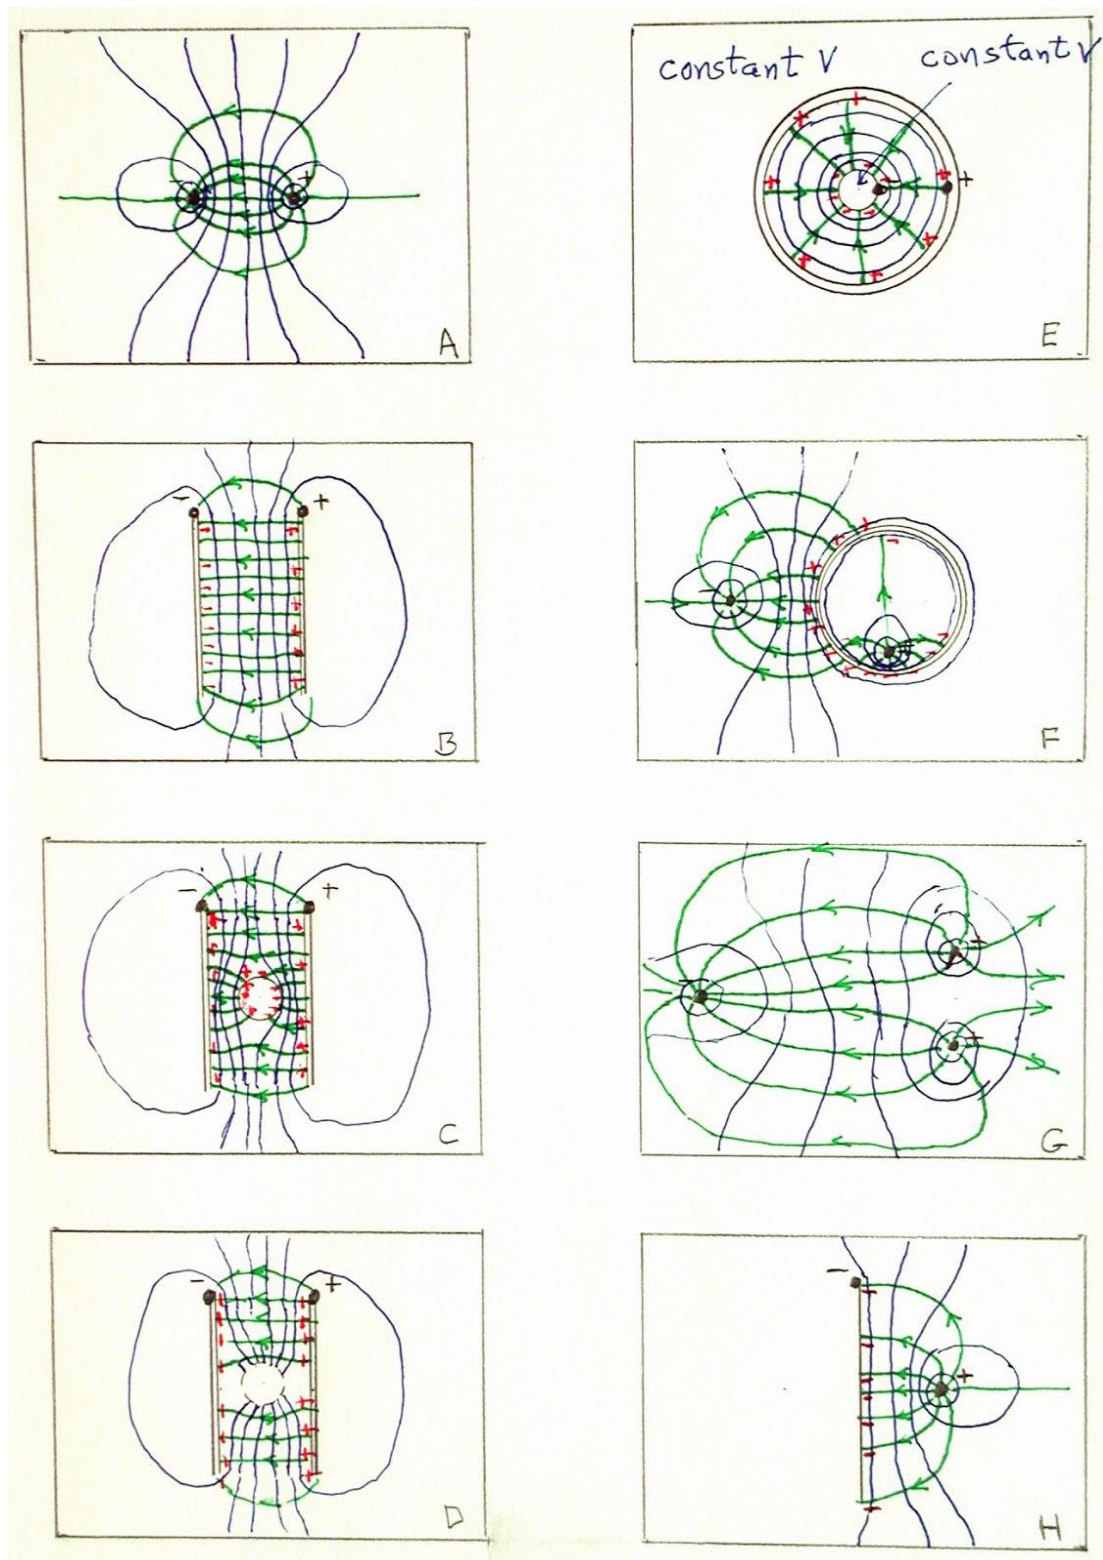 constant V constant V
- +
A
+
E
- +
B
F
- +
C
- + +
G
- +
D
- +
H